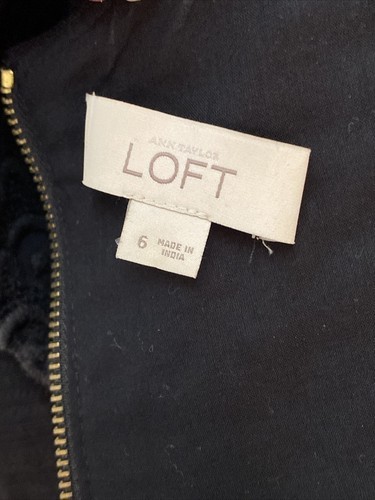 ANN TAYLOR
LOFT
6
MADE IN
INDIA